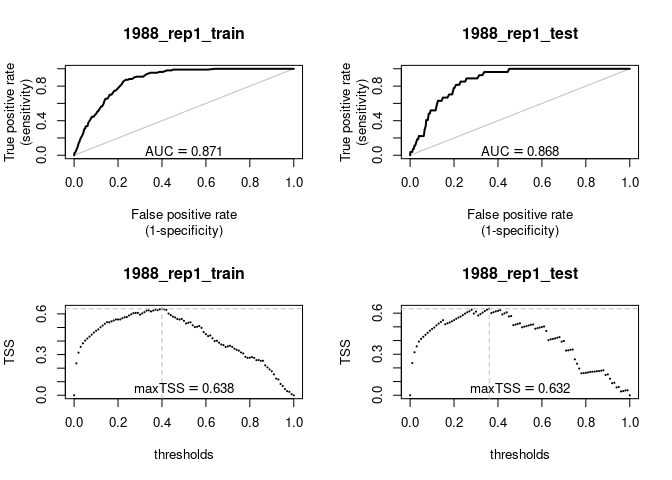 1988_rep1_train
True positive rate
(sensitivity)
0.0 0.4 0.8
AUC = 0.871
0.0 0.2 0.4 0.6 0.8 1.0
False positive rate
(1-specificity)
1988_rep1_test
True positive rate
(sensitivity)
0.0 0.4 0.8
AUC = 0.868
0.0 0.2 0.4 0.6 0.8 1.0
False positive rate
(1-specificity)
1988_rep1_train
TSS
0.0 0.3 0.6
maxTSS = 0.638
0.0 0.2 0.4 0.6 0.8 1.0
thresholds
1988_rep1_test
TSS
0.0 0.3 0.6
maxTSS = 0.632
0.0 0.2 0.4 0.6 0.8 1.0
thresholds